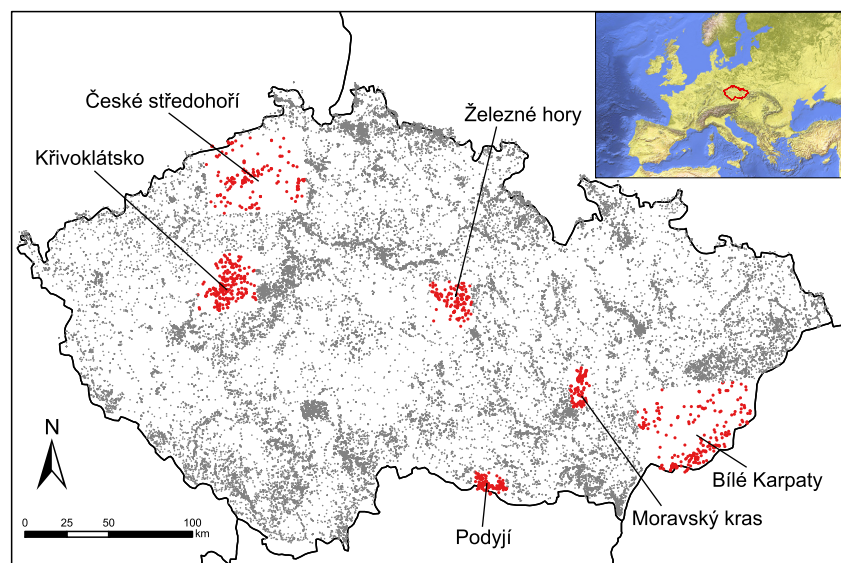 České středohoří
Železné hory
Křivoklátsko
N
0 25 50 100
km
Bílé Karpaty
Moravský kras
Podyjí